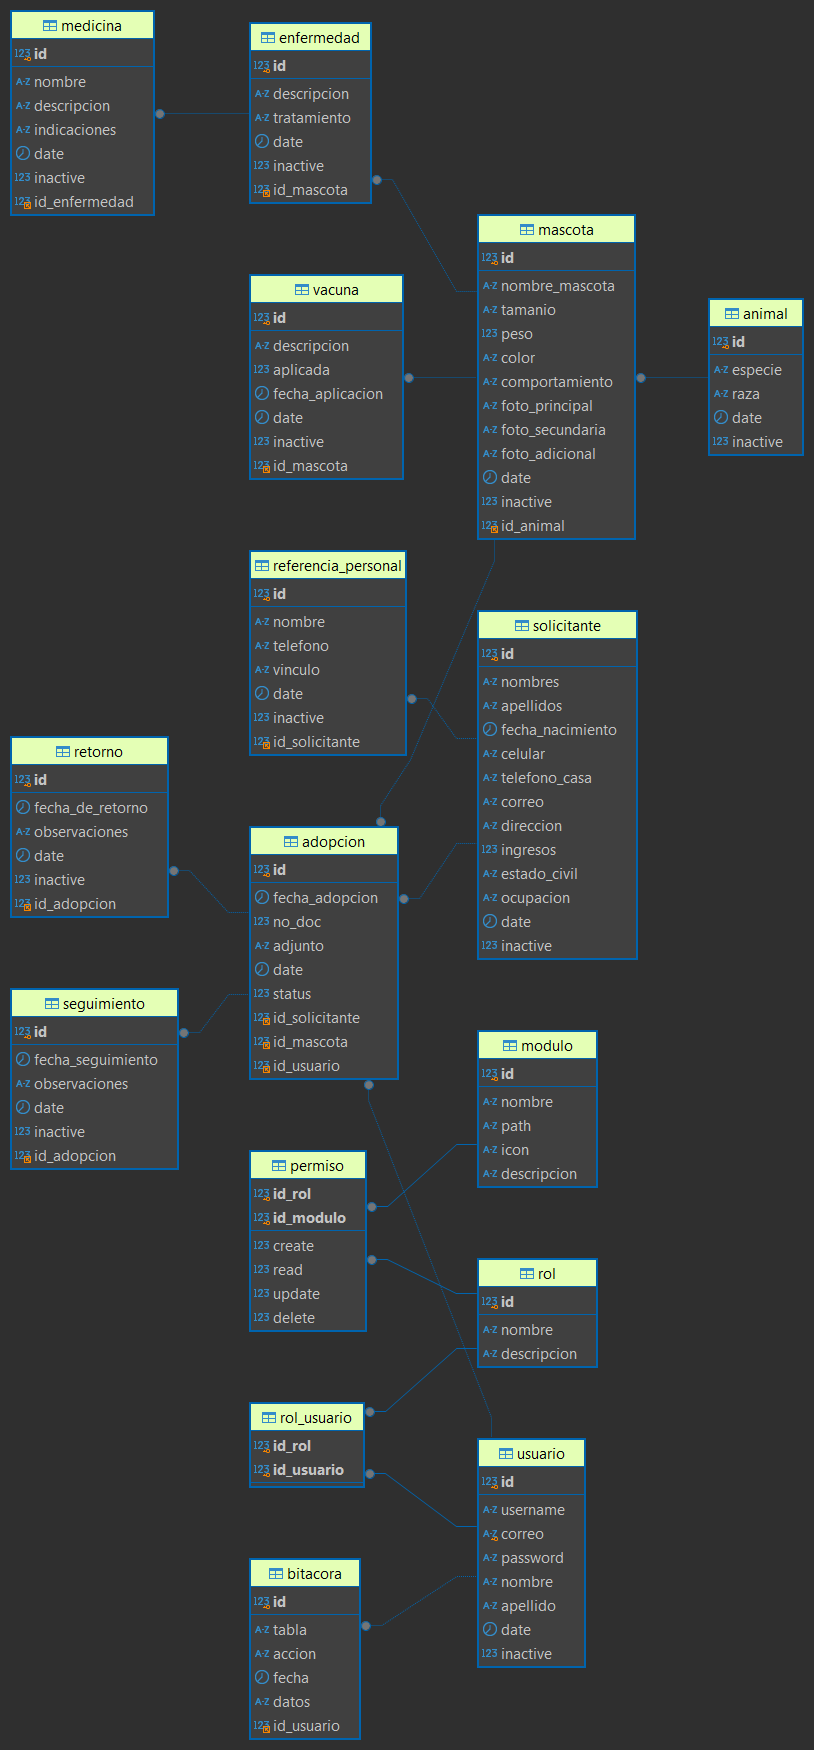 medicina
id
nombre
descripcion
indicaciones
date
inactive
id_enfermedad
enfermedad
id
descripcion
tratamiento
date
inactive
id_mascota
mascota
id
nombre_mascota
tamanio
peso
color
comportamiento
foto_principal
foto_secundaria
foto_adicional
date
inactive
id_animal
animal
id
especie
raza
date
inactive
vacuna
id
descripcion
aplicada
fecha_aplicacion
date
inactive
id_mascota
referencia_personal
id
nombre
telefono
vinculo
date
inactive
id_solicitante
solicitante
id
nombres
apellidos
fecha_nacimiento
celular
telefono_casa
correo
direccion
ingresos
estado_civil
ocupacion
date
inactive
retorno
id
fecha_de_retorno
observaciones
date
inactive
id_adopcion
adopcion
id
fecha_adopcion
no_doc
adjunto
date
status
id_solicitante
id_mascota
id_usuario
seguimiento
id
fecha_seguimiento
observaciones
date
inactive
id_adopcion
modulo
id
nombre
path
icon
descripcion
permiso
id_rol
id_modulo
create
read
update
delete
rol
id
nombre
descripcion
rol_usuario
id_rol
id_usuario
usuario
id
username
correo
password
nombre
apellido
date
inactive
bitacora
id
tabla
accion
fecha
datos
id_usuario